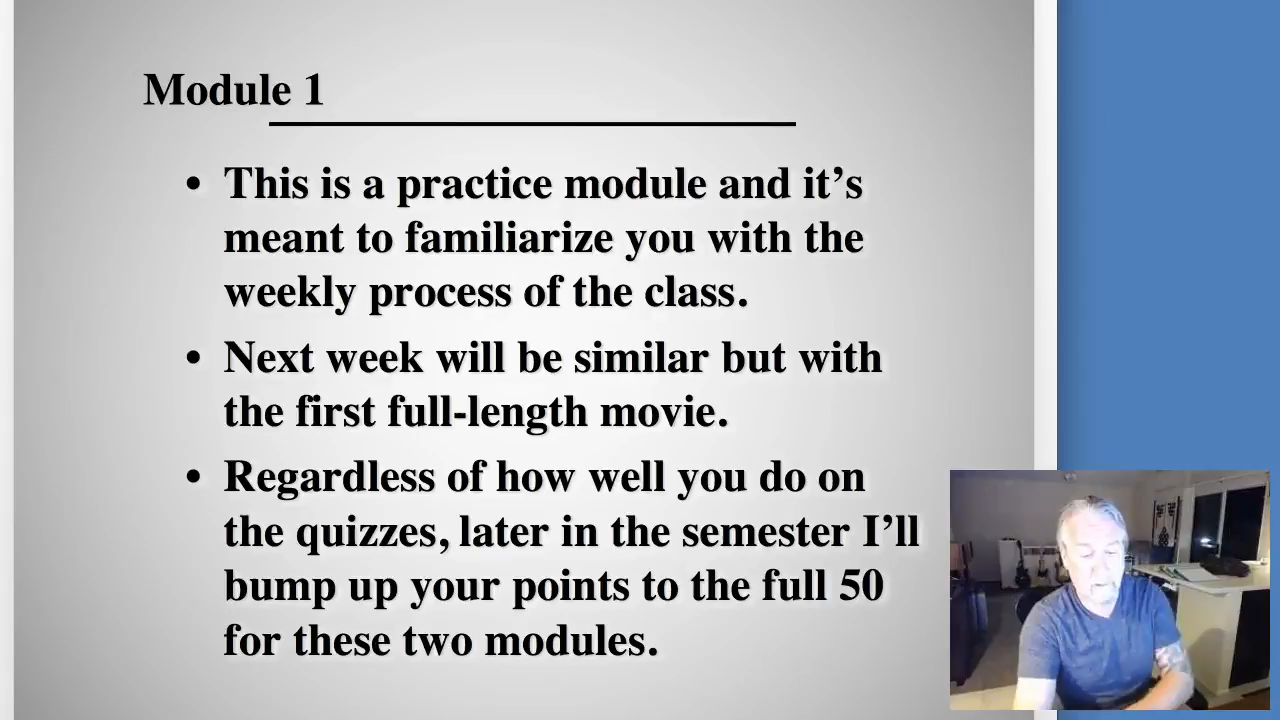 Module 1
• This is a practice module and it’s
meant to familiarize you with the
weekly process of the class.
• Next week will be similar but with
the first full-length movie.
• Regardless of how well you do on
the quizzes, later in the semester I’ll
bump up your points to the full 50
for these two modules.